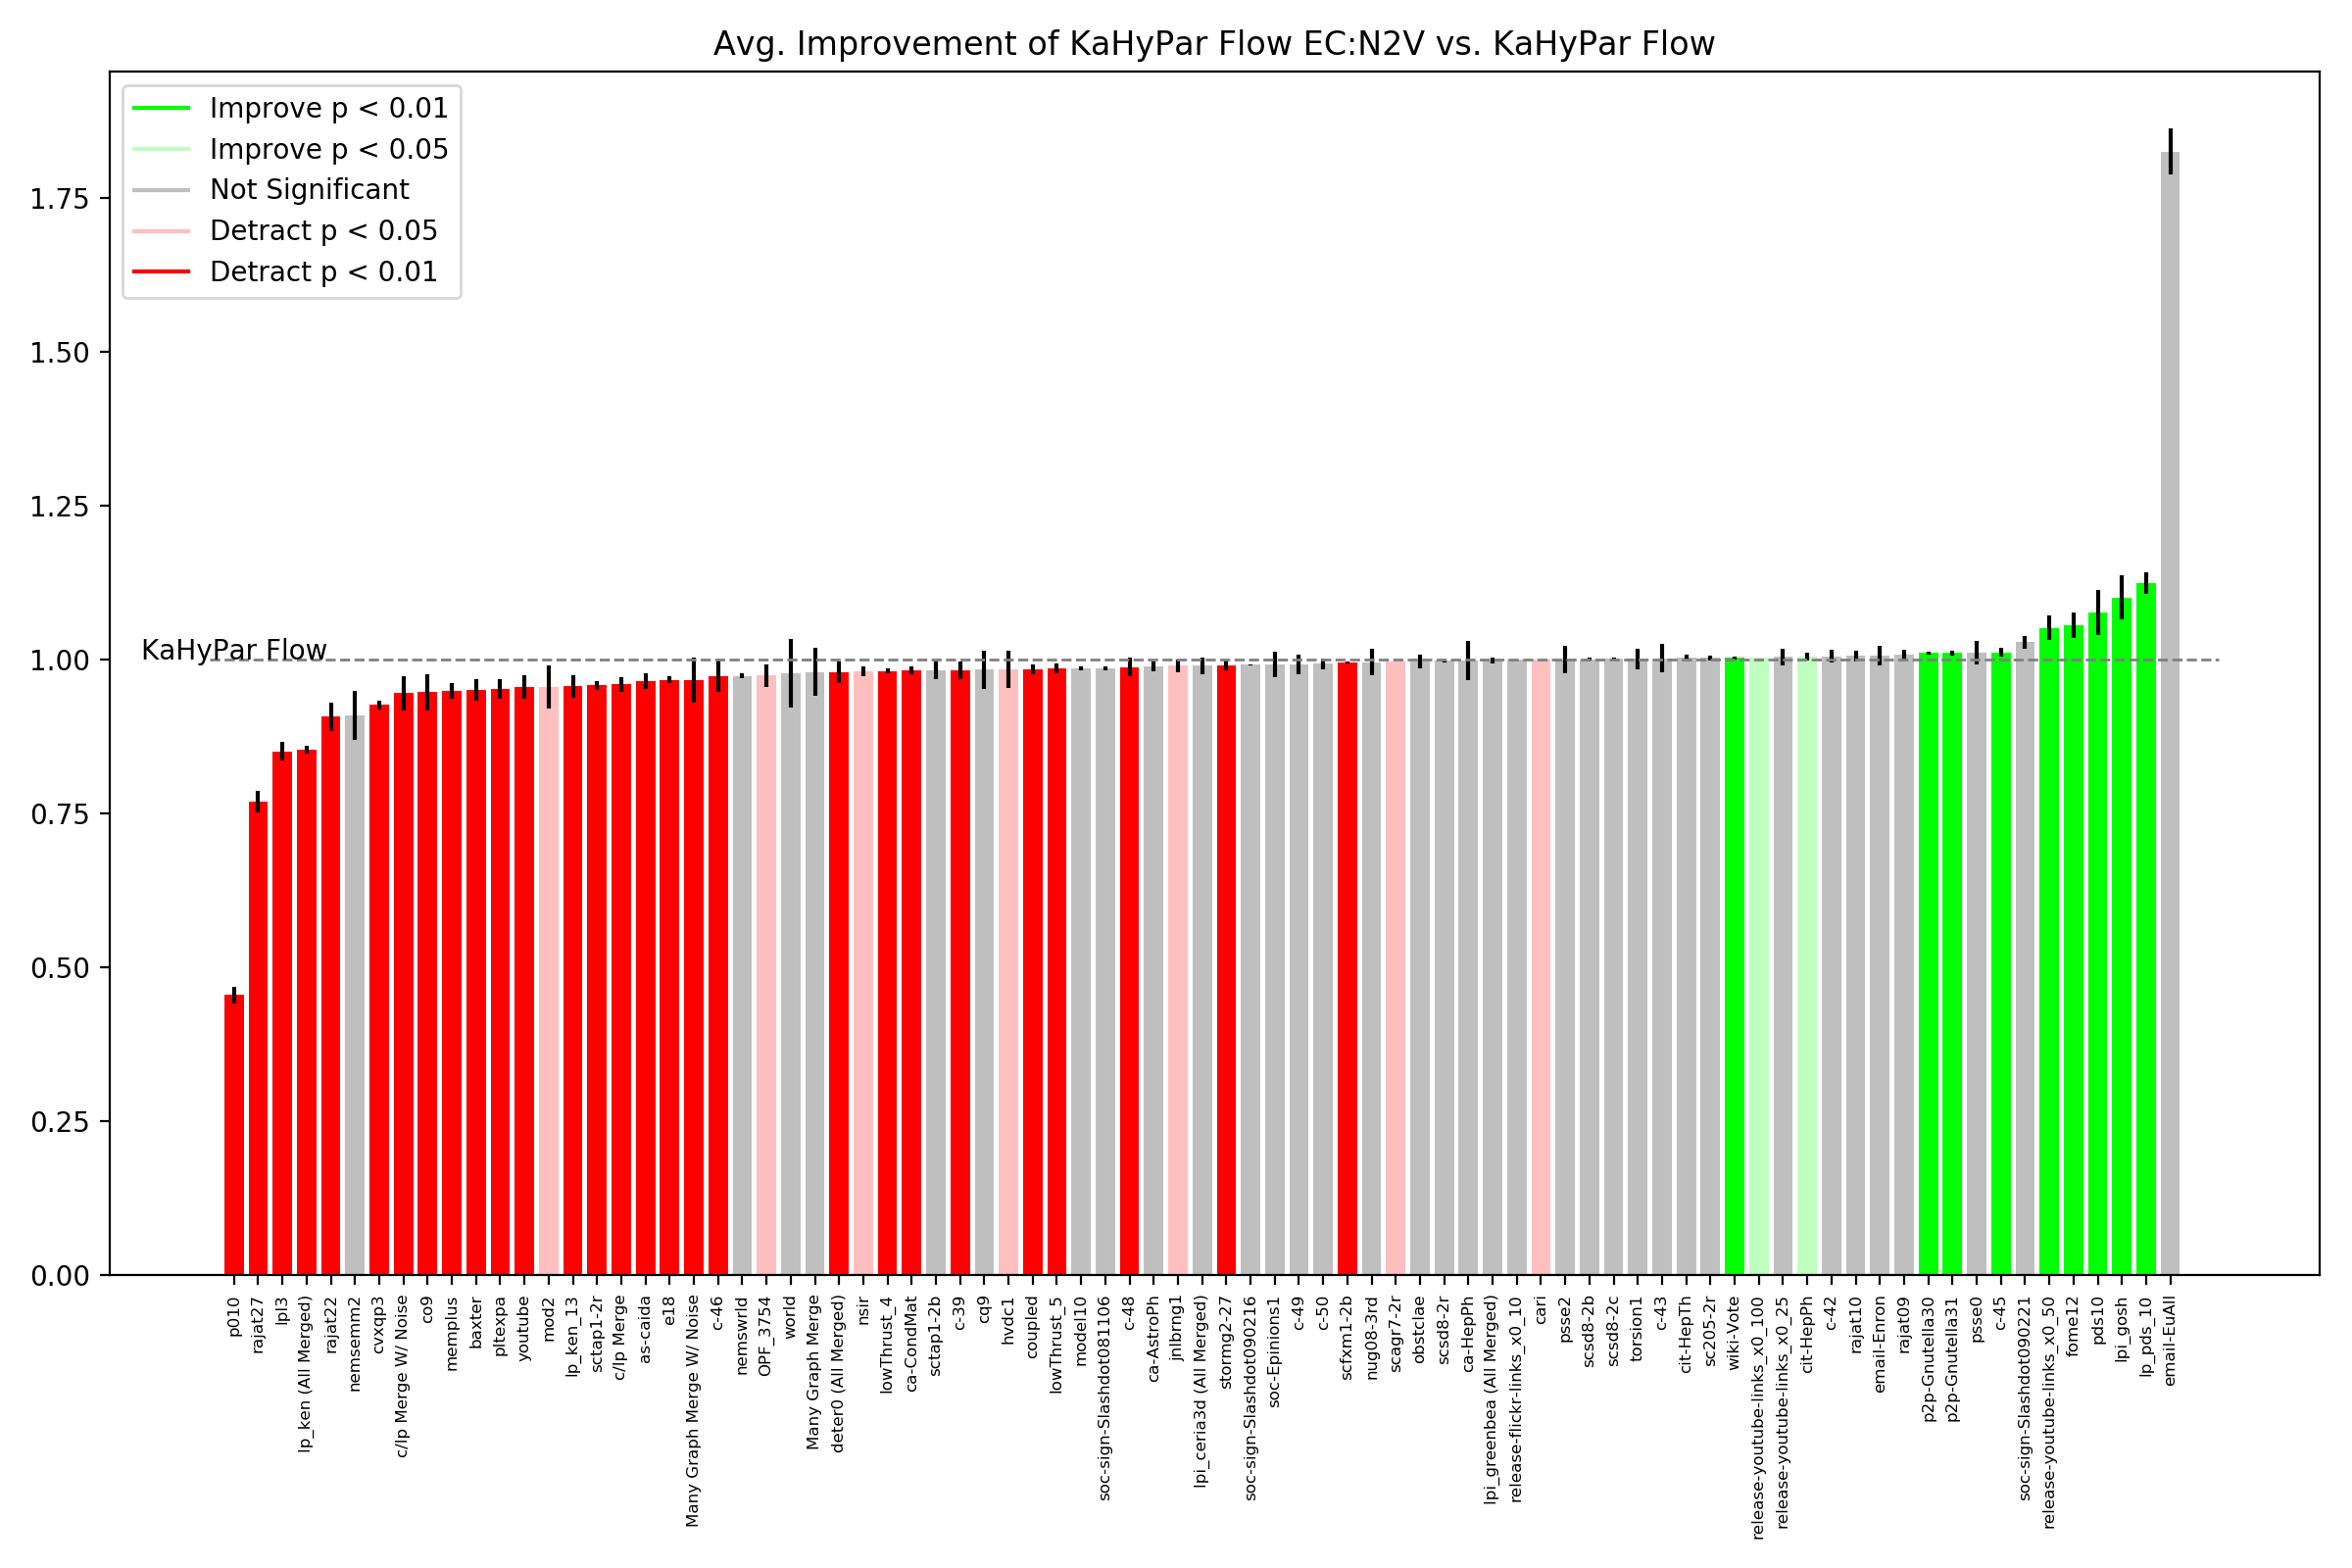 Avg. Improvement of KaHyPar Flow EC:N2V vs. KaHyPar Flow
Improve p < 0.01
Improve p < 0.05
Not Significant
Detract p < 0.05
Detract p < 0.01
1.75
1.50
1.25
1.00
0.75
0.50
0.25
0.00
KaHyPar Flow
p010
rajat27
lpl3
lp_ken (All Merged)
rajat22
nemsemm2
cvxqp3
c/lp Merge W/ Noise
co9
memplus
baxter
pltexpa
youtube
mod2
lp_ken_13
sctap1-2r
c/lp Merge
as-caida
e18
Many Graph Merge W/ Noise
c-46
nemswrld
OPF_3754
world
Many Graph Merge
deter0 (All Merged)
nsir
lowThrust_4
ca-CondMat
sctap1-2b
c-39
cq9
hvdc1
coupled
lowThrust_5
model10
soc-sign-Slashdot081106
c-48
ca-AstroPh
jnlbrng1
lpi_ceria3d (All Merged)
stormg2-27
soc-sign-Slashdot090216
soc-Epinions1
c-49
c-50
scfxm1-2b
nug08-3rd
scagr7-2r
obstclae
scsd8-2r
ca-HepPh
lpi_greenbea (All Merged)
release-flickr-links_x0_10
cari
psse2
scsd8-2b
scsd8-2c
torsion1
c-43
cit-HepTh
sc205-2r
wiki-Vote
release-youtube-links_x0_100
release-youtube-links_x0_25
cit-HepPh
c-42
rajat10
email-Enron
rajat09
p2p-Gnutella30
p2p-Gnutella31
psse0
c-45
soc-sign-Slashdot090221
release-youtube-links_x0_50
fome12
pds10
lpi_gosh
lp_pds_10
email-EuAll